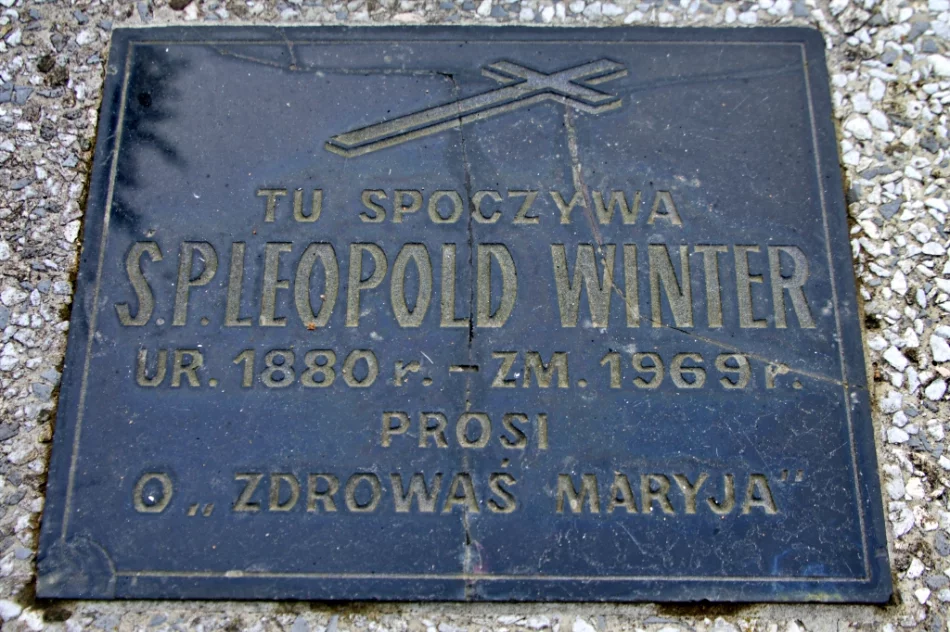 TU SPOCZYWA
Ś.P. LEOPOLD WINTER
UR. 1880 r. - ZM. 1969 r.
PROSI
O „ZDROWAŚ MARYJA"